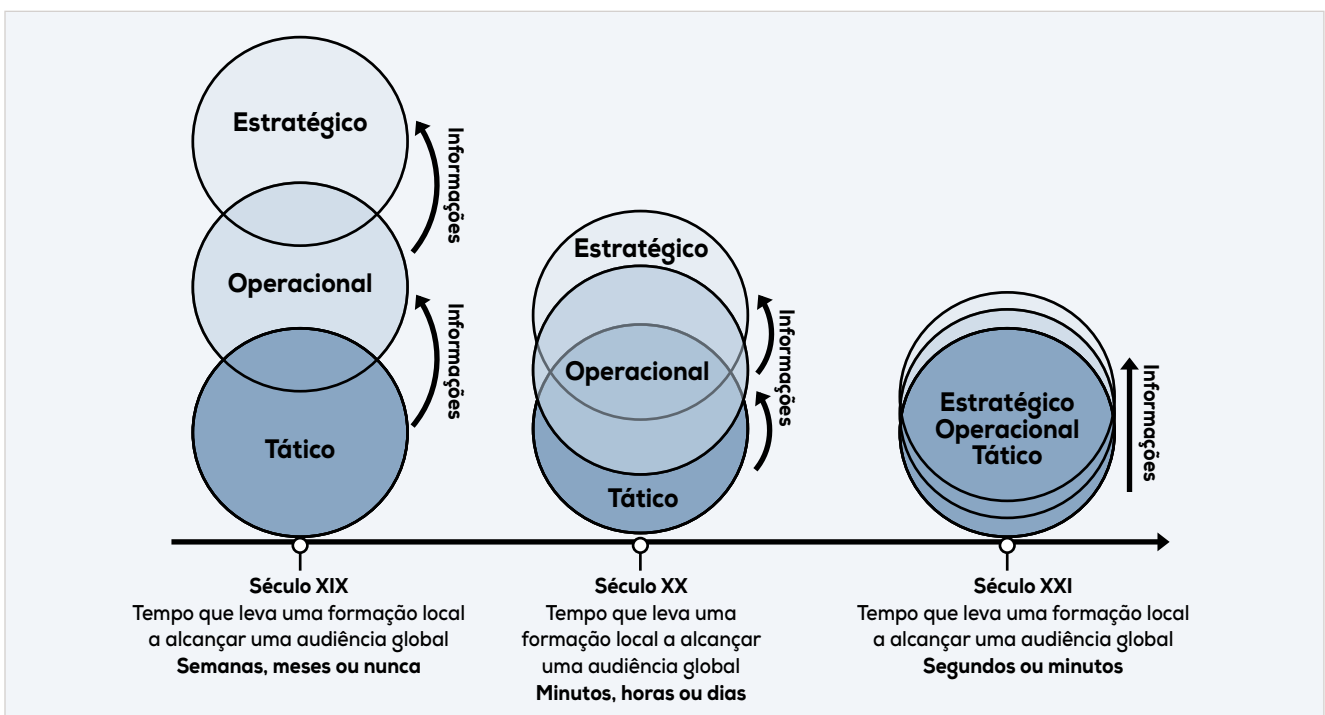 Estratégico
Informações
Operacional
Informações
Tático
Século XIX
Tempo que leva uma formação local
a alcançar uma audiência global
Semanas, meses ou nunca
Estratégico
Operacional
Informações
Tático
Século XX
Tempo que leva uma
formação local a alcançar
uma audiência global
Minutos, horas ou dias
Estratégico
Operacional
Tático
Informações
Século XXI
Tempo que leva uma formação local
a alcançar uma audiência global
Segundos ou minutos